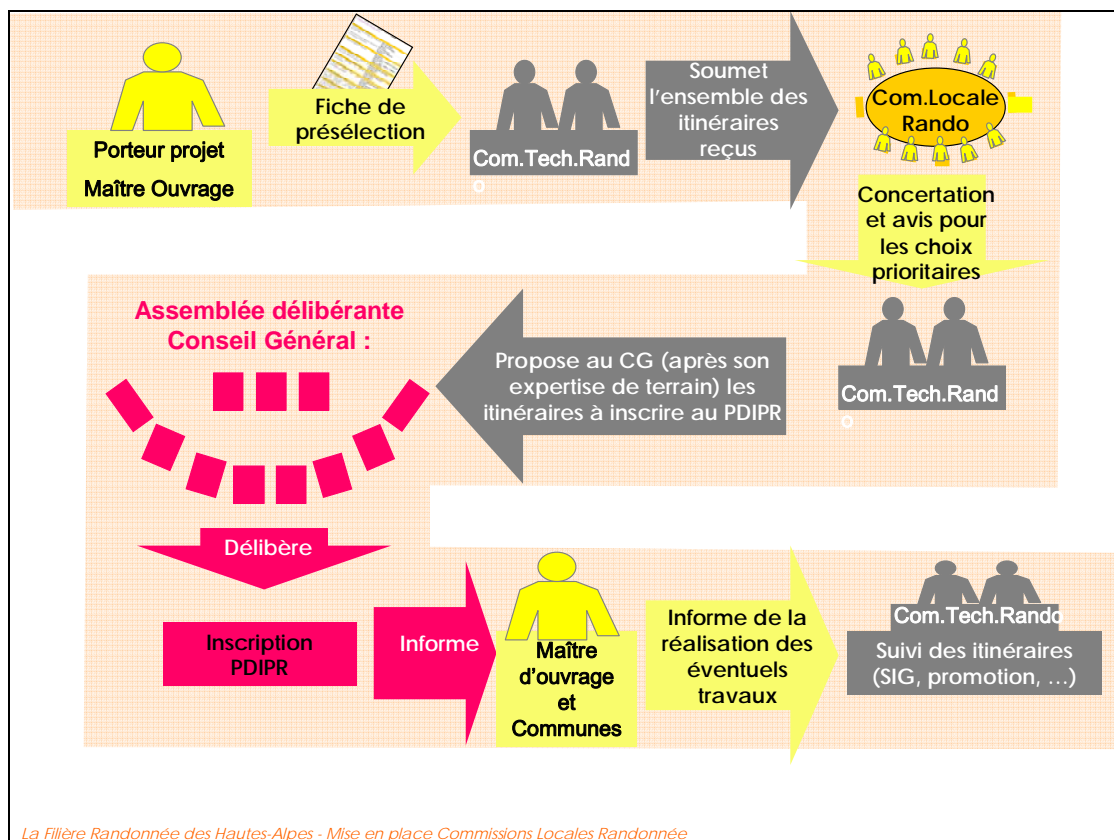 Porteur projet
Maître Ouvrage
Fiche de
présélection
Com.Tech.Rand
o
Soumet
l'ensemble des
itinéraires
reçus
Com.Locale
Rando
Concertation
et avis pour
les choix
prioritaires
Com.Tech.Rand
o
Propose au CG (après son
expertise de terrain) les
itinéraires à inscrire au PDIPR
Assemblée délibérante
Conseil Général :
Délibère
Inscription
PDIPR
Informe
Maître
d'ouvrage
et
Communes
Informe de la
réalisation des
éventuels
travaux
Com.Tech.Rando
Suivi des itinéraires
(SIG, promotion, ...)
La Filière Randonnée des Hautes-Alpes - Mise en place Commissions Locales Randonnée